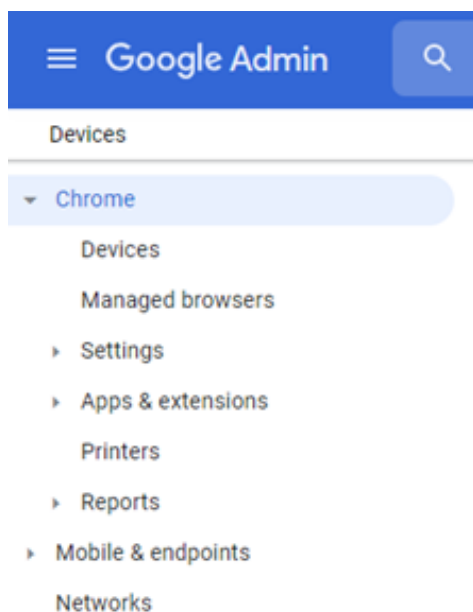 Google Admin
Devices
Chrome
Devices
Managed browsers
Settings
Apps & extensions
Printers
Reports
Mobile & endpoints
Networks